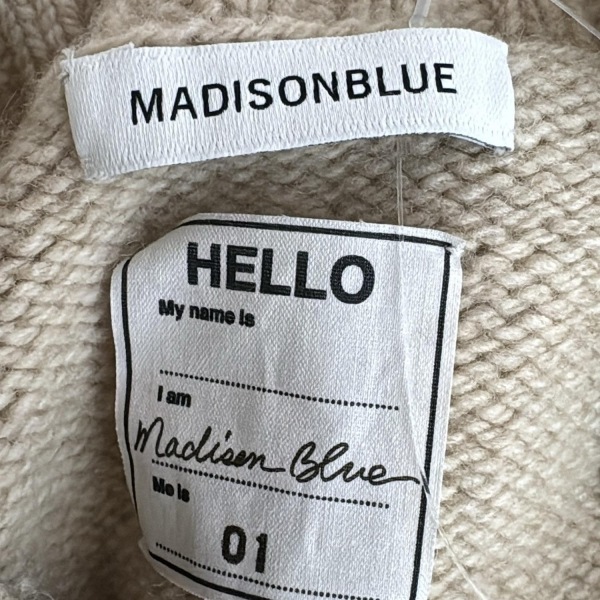 MADISONBLUE
HELLO
My name is
I am
Madison Blue
Me is
01